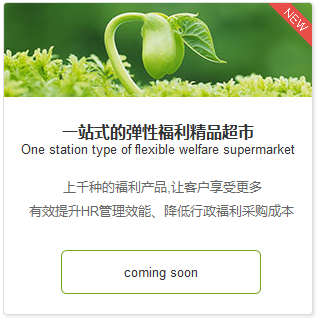 NEW
一站式的弹性福利精品超市
One station type of flexible welfare supermarket
上千种的福利产品,让客户享受更多
有效提升HR管理效能、降低行政福利采购成本
coming soon